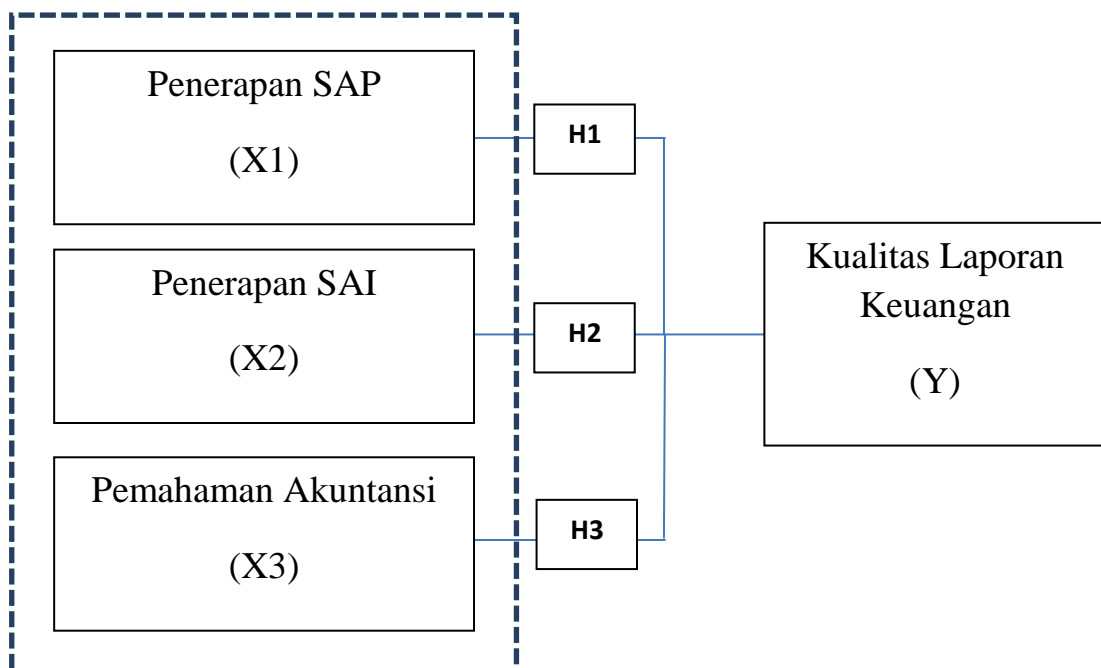 Penerapan SAP
(X1)
H1
Penerapan SAI
(X2)
H2
Kualitas Laporan
Keuangan
(Y)
Pemahaman Akuntansi
(X3)
H3